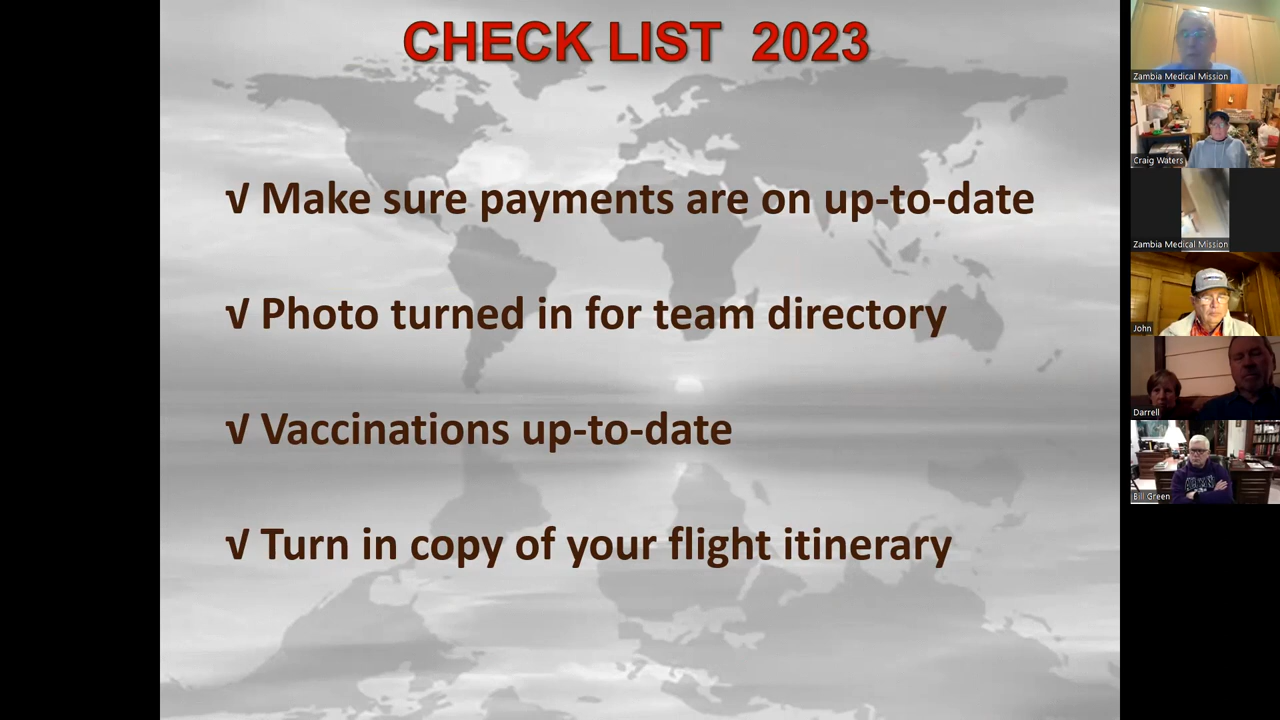 CHECK LIST 2023
√ Make sure payments are on up-to-date
√ Photo turned in for team directory
√ Vaccinations up-to-date
√ Turn in copy of your flight itinerary
Zambia Medical Mission
Craig Waters
Zambia Medical Mission
John
Darrell
Bill Green